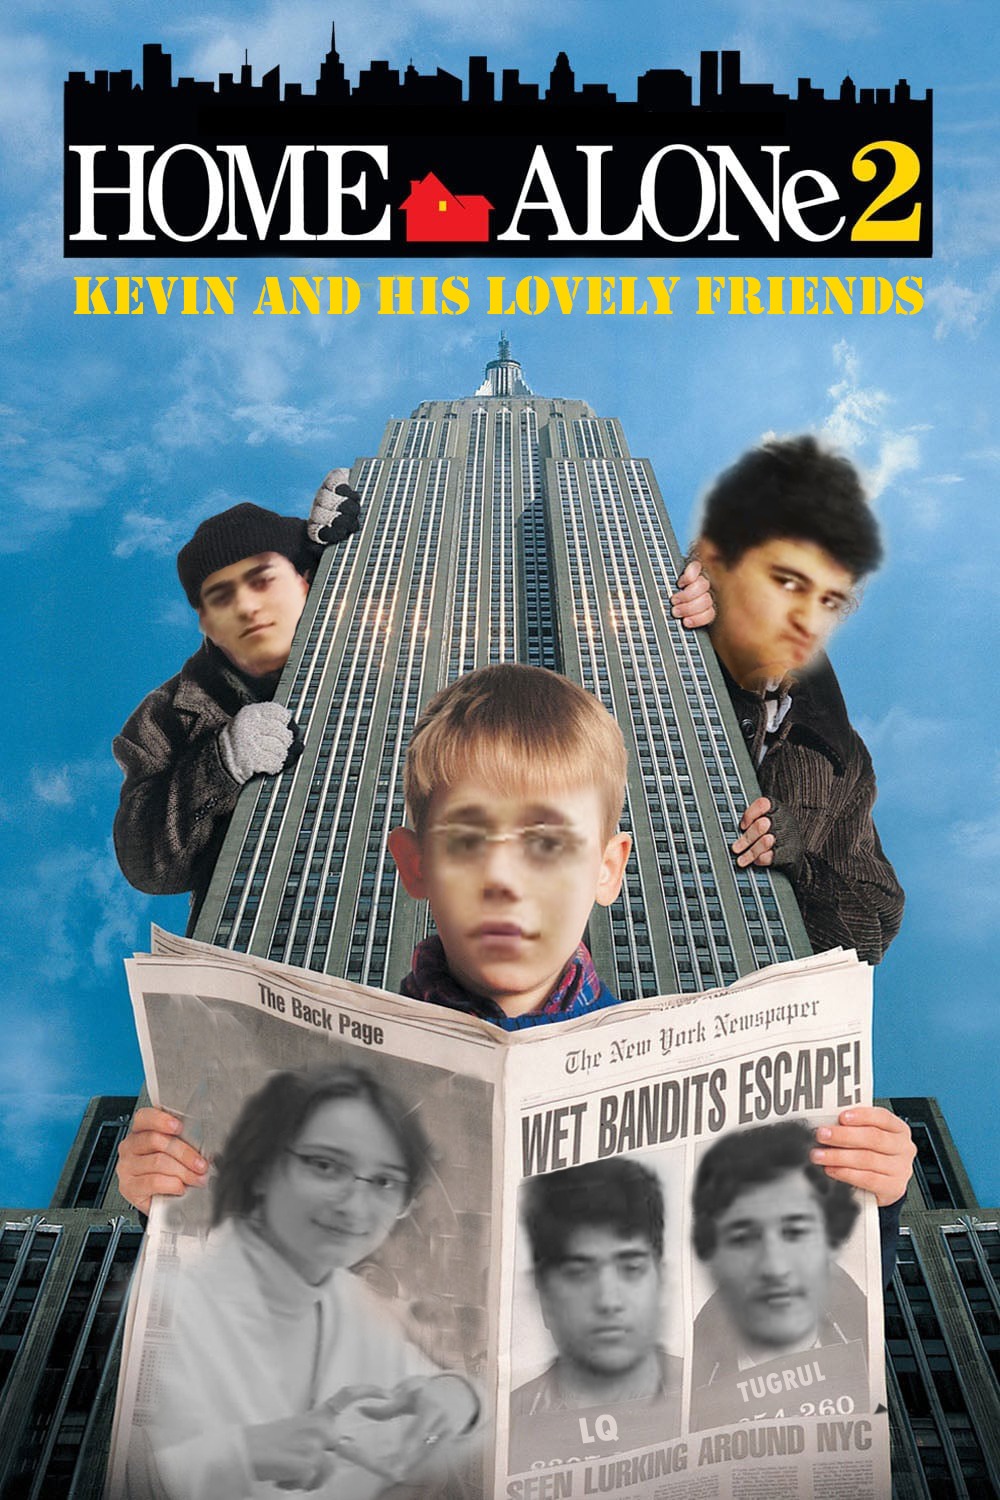 HOME ALONe 2
KEVIN AND HIS LOVELY FRIENDS
The Back Page
The New York Newspaper
WET BANDITS ESCAPE!
LQ
TUGRUL
SEEN LURKING AROUND NYC